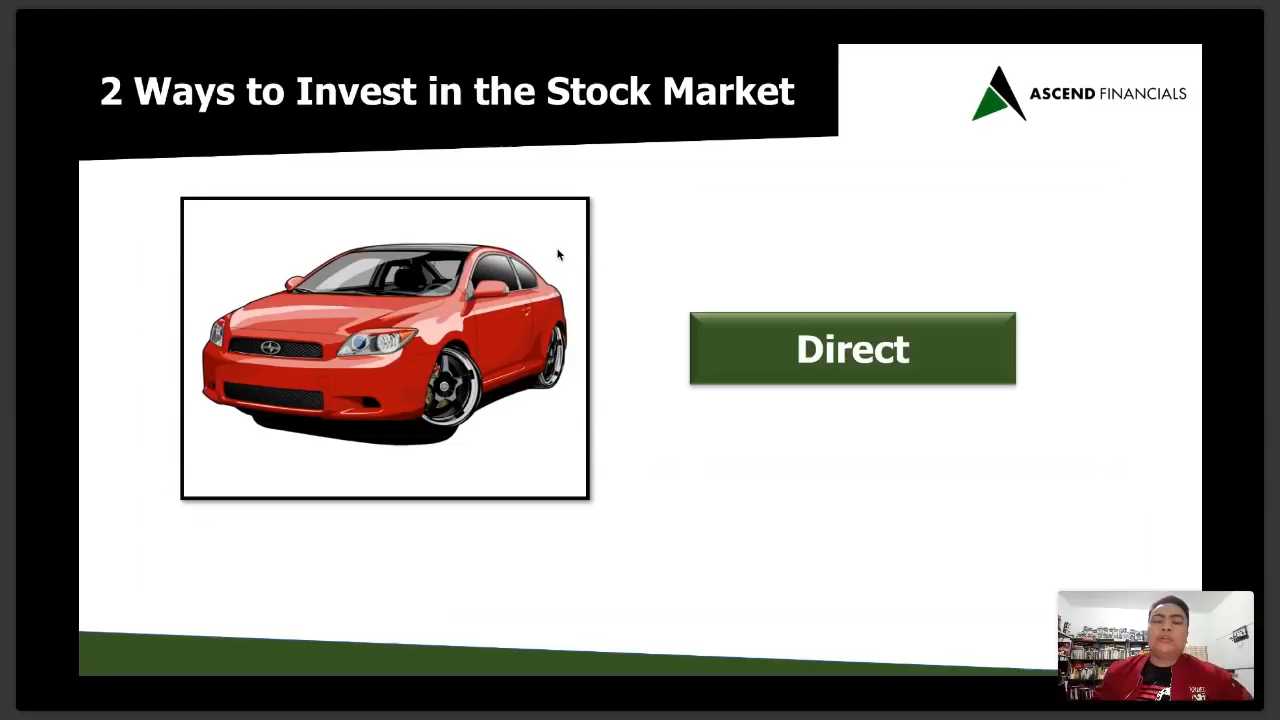 2 Ways to Invest in the Stock Market
ASCEND FINANCIALS
Direct